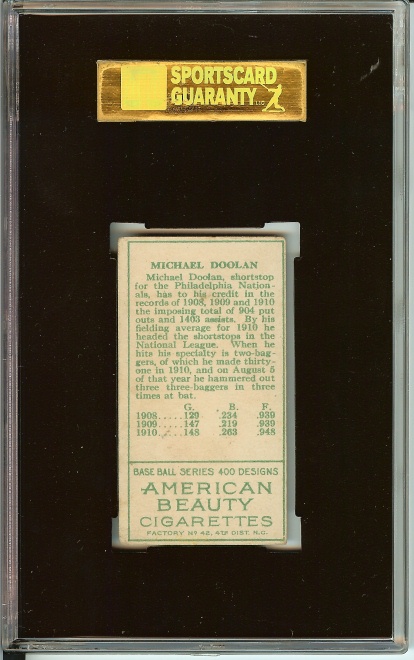 SPORTSCARD
GUARANTY LLC
MICHAEL DOOLAN
Michael Doolan, shortstop
for the Philadelphia Nation-
als, has to his credit in the
records of 1908, 1909 and 1910
the imposing total of 904 put
outs and 1403 assists. By his
fielding average for 1910 he
headed the shortstops in the
National League. When he
hits his specialty is two-bag-
gers, of which he made thirty-
one in 1910, and on August 5
of that year he hammered out
three three-baggers in three
times at bat.
G. B. F.
1908.....129 .234 .939
1909.....147 .219 .939
1910.....148 .263 .948
BASE BALL SERIES 400 DESIGNS
AMERICAN
BEAUTY
CIGARETTES
FACTORY Nº 42, 4TH DIST. N.C.